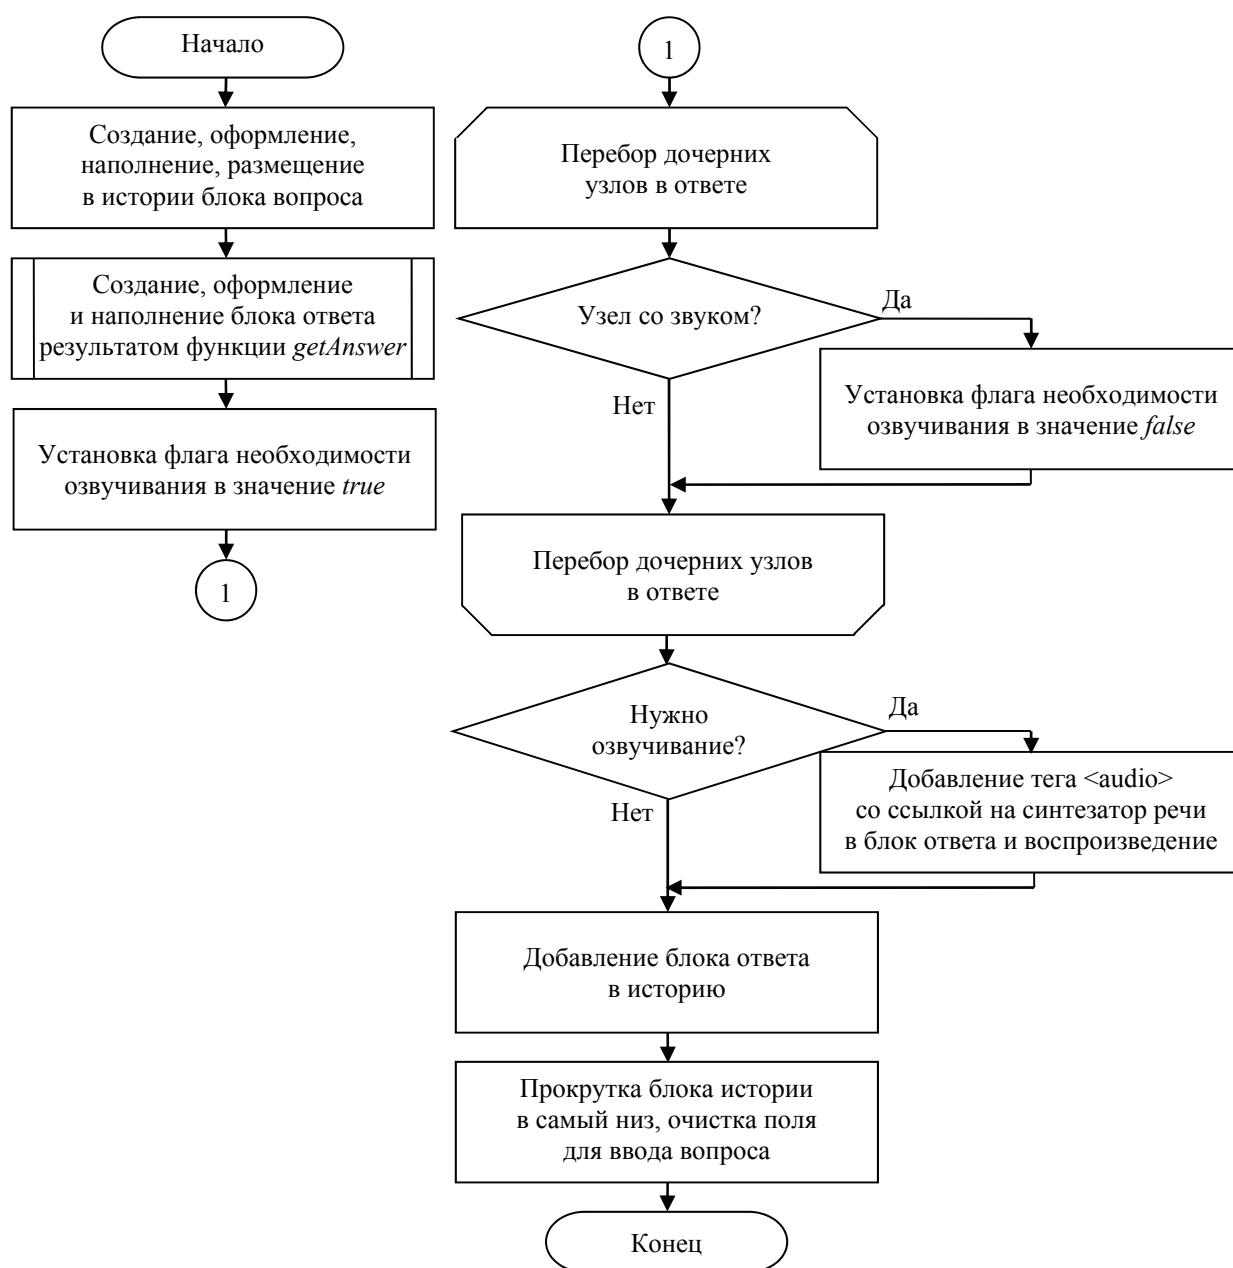 Начало
Создание, оформление,
наполнение, размещение
в истории блока вопроса
Создание, оформление
и наполнение блока ответа
результатом функции getAnswer
Установка флага необходимости
озвучивания в значение true
1
1
Перебор дочерних
узлов в ответе
Узел со звуком?
Да
Нет
Установка флага необходимости
озвучивания в значение false
Перебор дочерних узлов
в ответе
Нужно
озвучивание?
Да
Нет
Добавление тега <audio>
со ссылкой на синтезатор речи
в блок ответа и воспроизведение
Добавление блока ответа
в историю
Прокрутка блока истории
в самый низ, очистка поля
для ввода вопроса
Конец